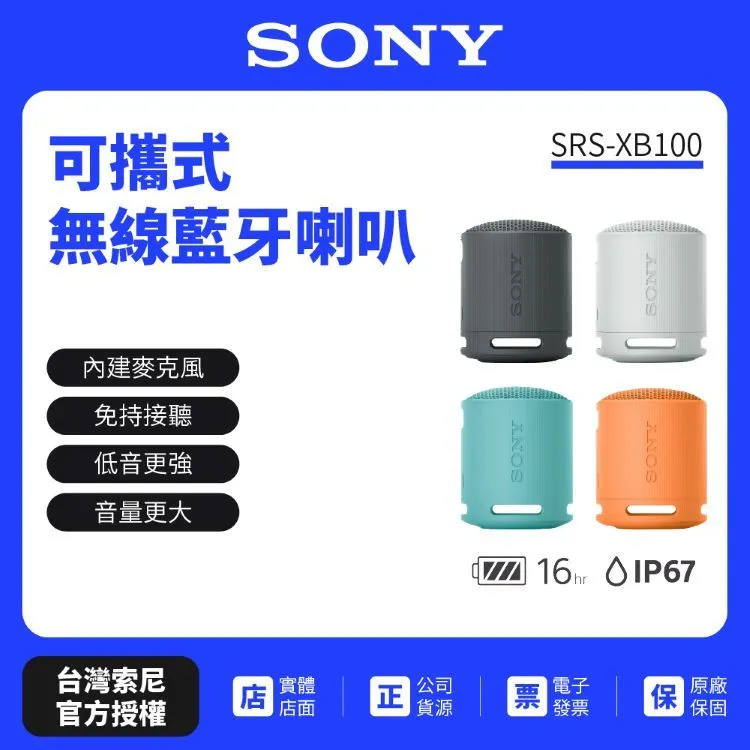 SONY
可攜式
無線藍牙喇叭
SRS-XB100
內建麥克風
免持接聽
低音更強
音量更大
SONY
SONY
SONY
SONY
16hr
IP67
台灣索尼
官方授權
店
實體
店面
正
公司
貨源
票
電子
發票
保
原廠
保固